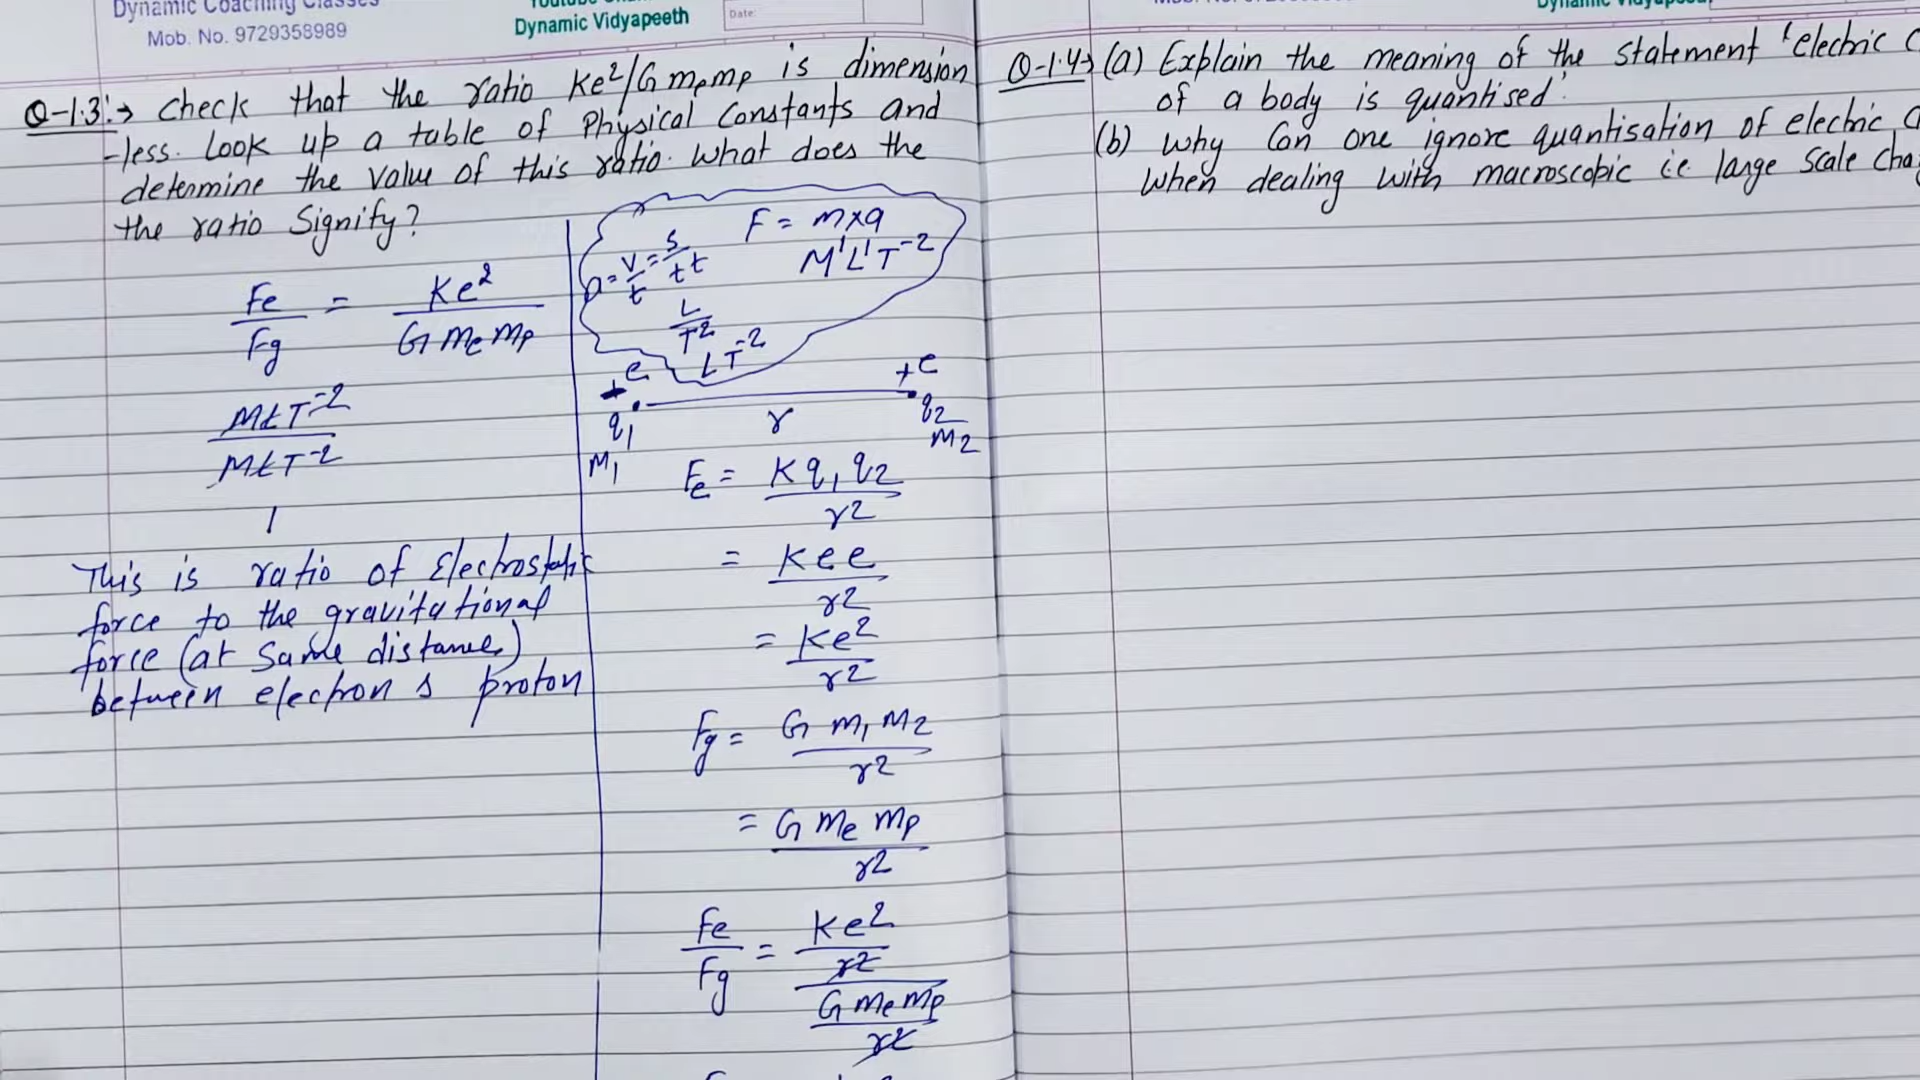 Dynamic Coaching Classes
Mob. No. 9729358989
Dynamic Vidyapeeth
Date:
Q-1.3:→ Check that the ratio Ke²/G mₑmp is dimension
-less. Look up a table of Physical Constants and
determine the value of this ratio. What does the
the ratio Signify?
Fe/Fg = Ke²/G me mp
MLT⁻²/MLT⁻²
1
This is ratio of Electrostatic
force to the gravitational
force (at Same distance)
between electron & proton
F = m×a
a = v/t = s/t t
M¹L¹T⁻²
L/T²
LT⁻²
e +e
q₁ r q₂
M₁ M₂
Fe = K q₁ q₂/r²
= K e e/r²
= Ke²/r²
Fg = G m₁ M₂/r²
= G me mp/r²
Fe/Fg = Ke²/r² / G me mp/r²
Q-1.4→ (a) Explain the meaning of the statement 'electric
of a body is quantised'.
(b) Why Can one ignore quantisation of electric
When dealing with macroscopic i.e. large Scale